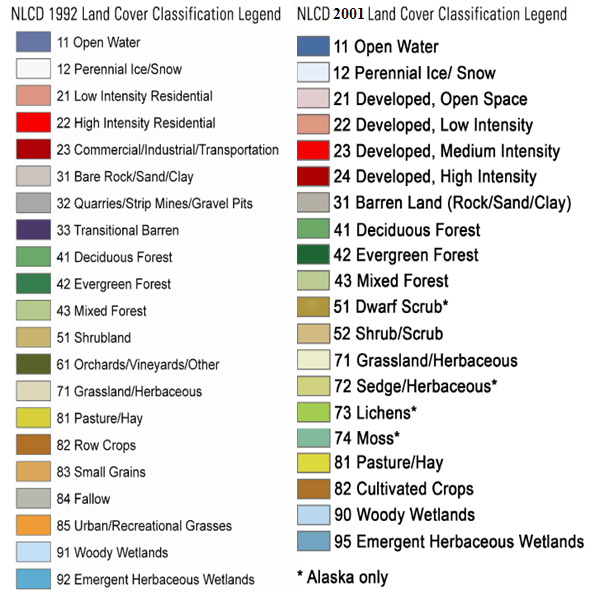 NLCD 1992 Land Cover Classification Legend
11 Open Water
12 Perennial Ice/Snow
21 Low Intensity Residential
22 High Intensity Residential
23 Commercial/Industrial/Transportation
31 Bare Rock/Sand/Clay
32 Quarries/Strip Mines/Gravel Pits
33 Transitional Barren
41 Deciduous Forest
42 Evergreen Forest
43 Mixed Forest
51 Shrubland
61 Orchards/Vineyards/Other
71 Grassland/Herbaceous
81 Pasture/Hay
82 Row Crops
83 Small Grains
84 Fallow
85 Urban/Recreational Grasses
91 Woody Wetlands
92 Emergent Herbaceous Wetlands
NLCD 2001 Land Cover Classification Legend
11 Open Water
12 Perennial Ice/ Snow
21 Developed, Open Space
22 Developed, Low Intensity
23 Developed, Medium Intensity
24 Developed, High Intensity
31 Barren Land (Rock/Sand/Clay)
41 Deciduous Forest
42 Evergreen Forest
43 Mixed Forest
51 Dwarf Scrub*
52 Shrub/Scrub
71 Grassland/Herbaceous
72 Sedge/Herbaceous*
73 Lichens*
74 Moss*
81 Pasture/Hay
82 Cultivated Crops
90 Woody Wetlands
95 Emergent Herbaceous Wetlands
* Alaska only